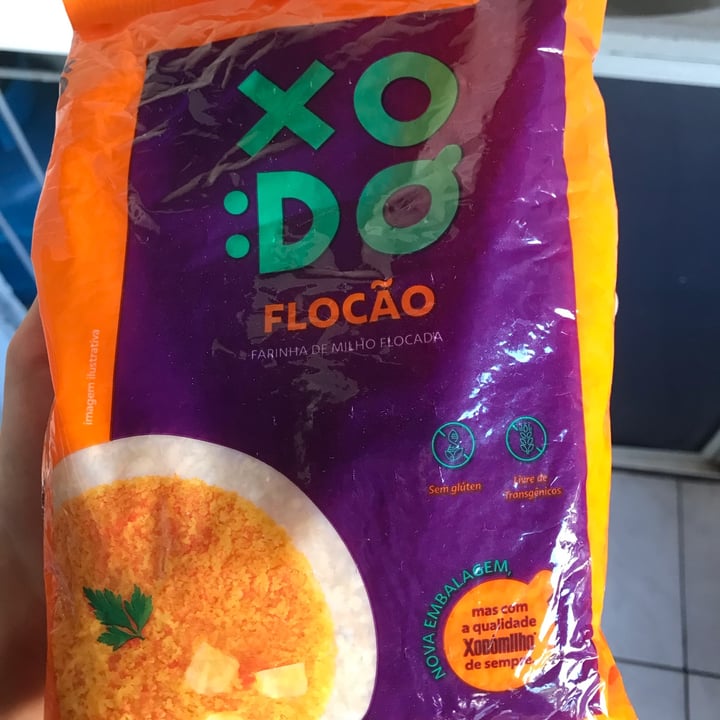 XO
:DÓ
FLOCÃO
FARINHA DE MILHO FLOCADA
imagem ilustrativa
Sem glúten
Livre de
Transgênicos
NOVA EMBALAGEM,
mas com
a qualidade
Xodómilho
de sempre.